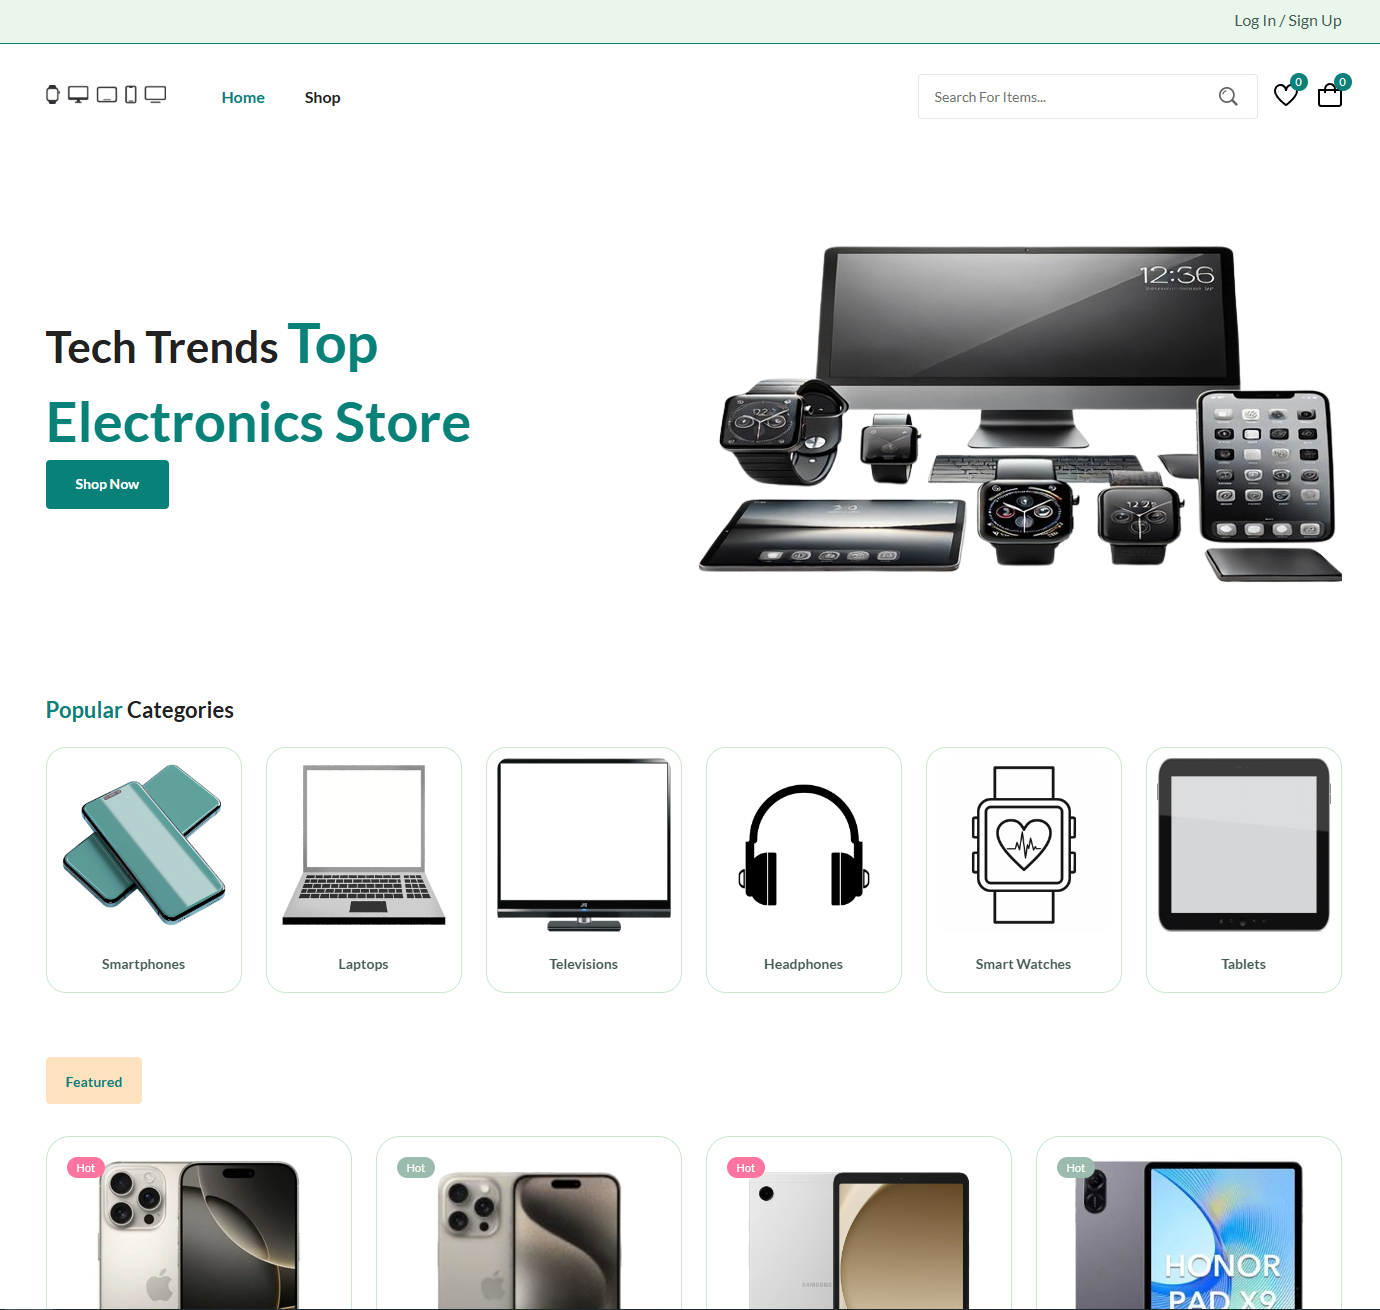 Log In / Sign Up
Home
Shop
Search For Items...
0
0
12:36
Tech Trends Top
Electronics Store
Shop Now
Popular Categories
Smartphones
Laptops
Televisions
Headphones
Smart Watches
Tablets
Featured
Hot
Hot
Hot
SAMSUNG
Hot
HONOR
PAD X9